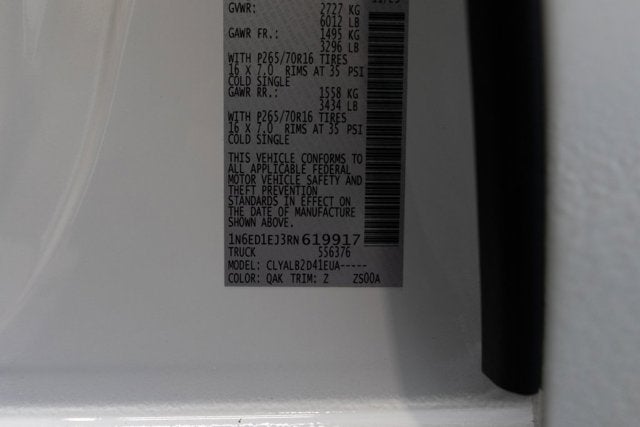 GVWR: 2727 KG
6012 LB
GAWR FR.: 1495 KG
3296 LB
WITH P265/70R16 TIRES
16 X 7.0 RIMS AT 35 PSI
COLD SINGLE
GAWR RR.: 1558 KG
3434 LB
WITH P265/70R16 TIRES
16 X 7.0 RIMS AT 35 PSI
COLD SINGLE
THIS VEHICLE CONFORMS TO
ALL APPLICABLE FEDERAL
MOTOR VEHICLE SAFETY AND
THEFT PREVENTION
STANDARDS IN EFFECT ON
THE DATE OF MANUFACTURE
SHOWN ABOVE.
1N6ED1EJ3RN619917
TRUCK 556376
MODEL: CLYALB2D41EUA-----
COLOR: QAK TRIM: Z ZS00A